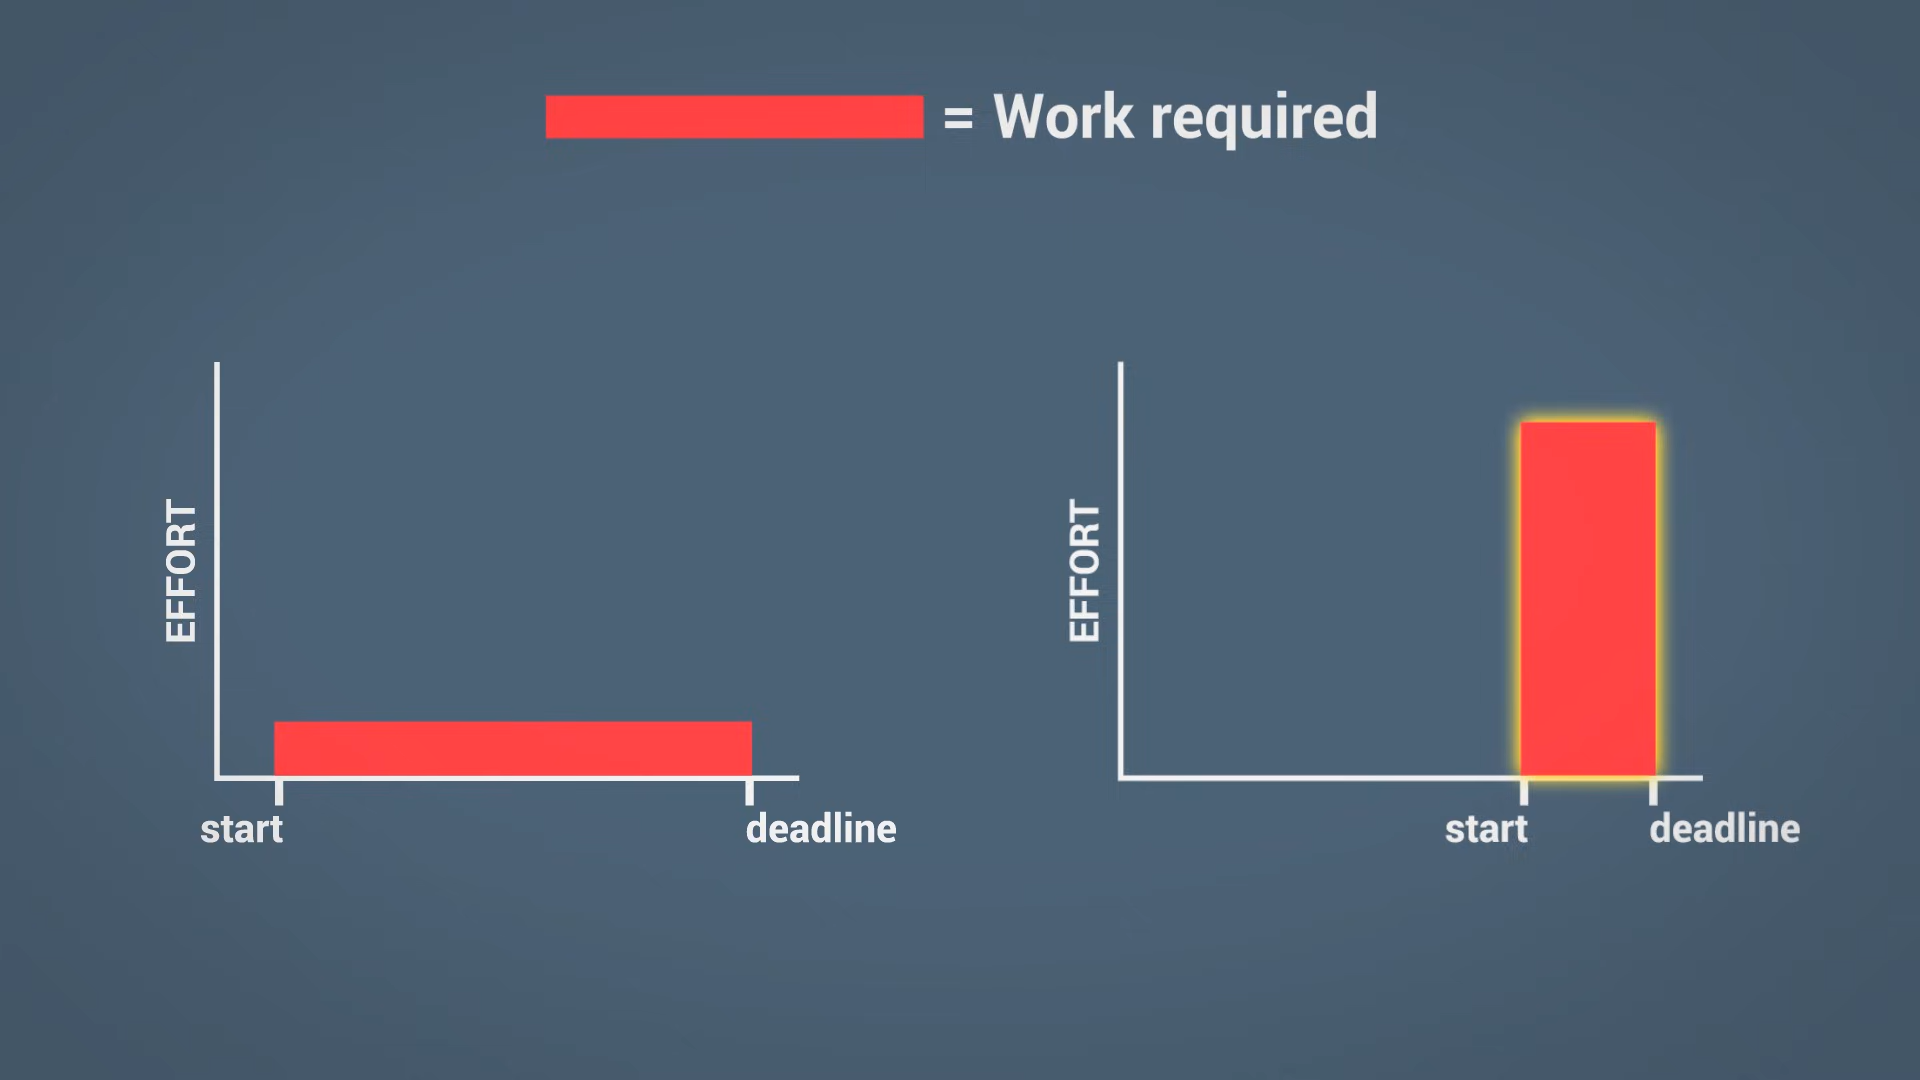 = Work required
EFFORT
start
deadline
EFFORT
start
deadline